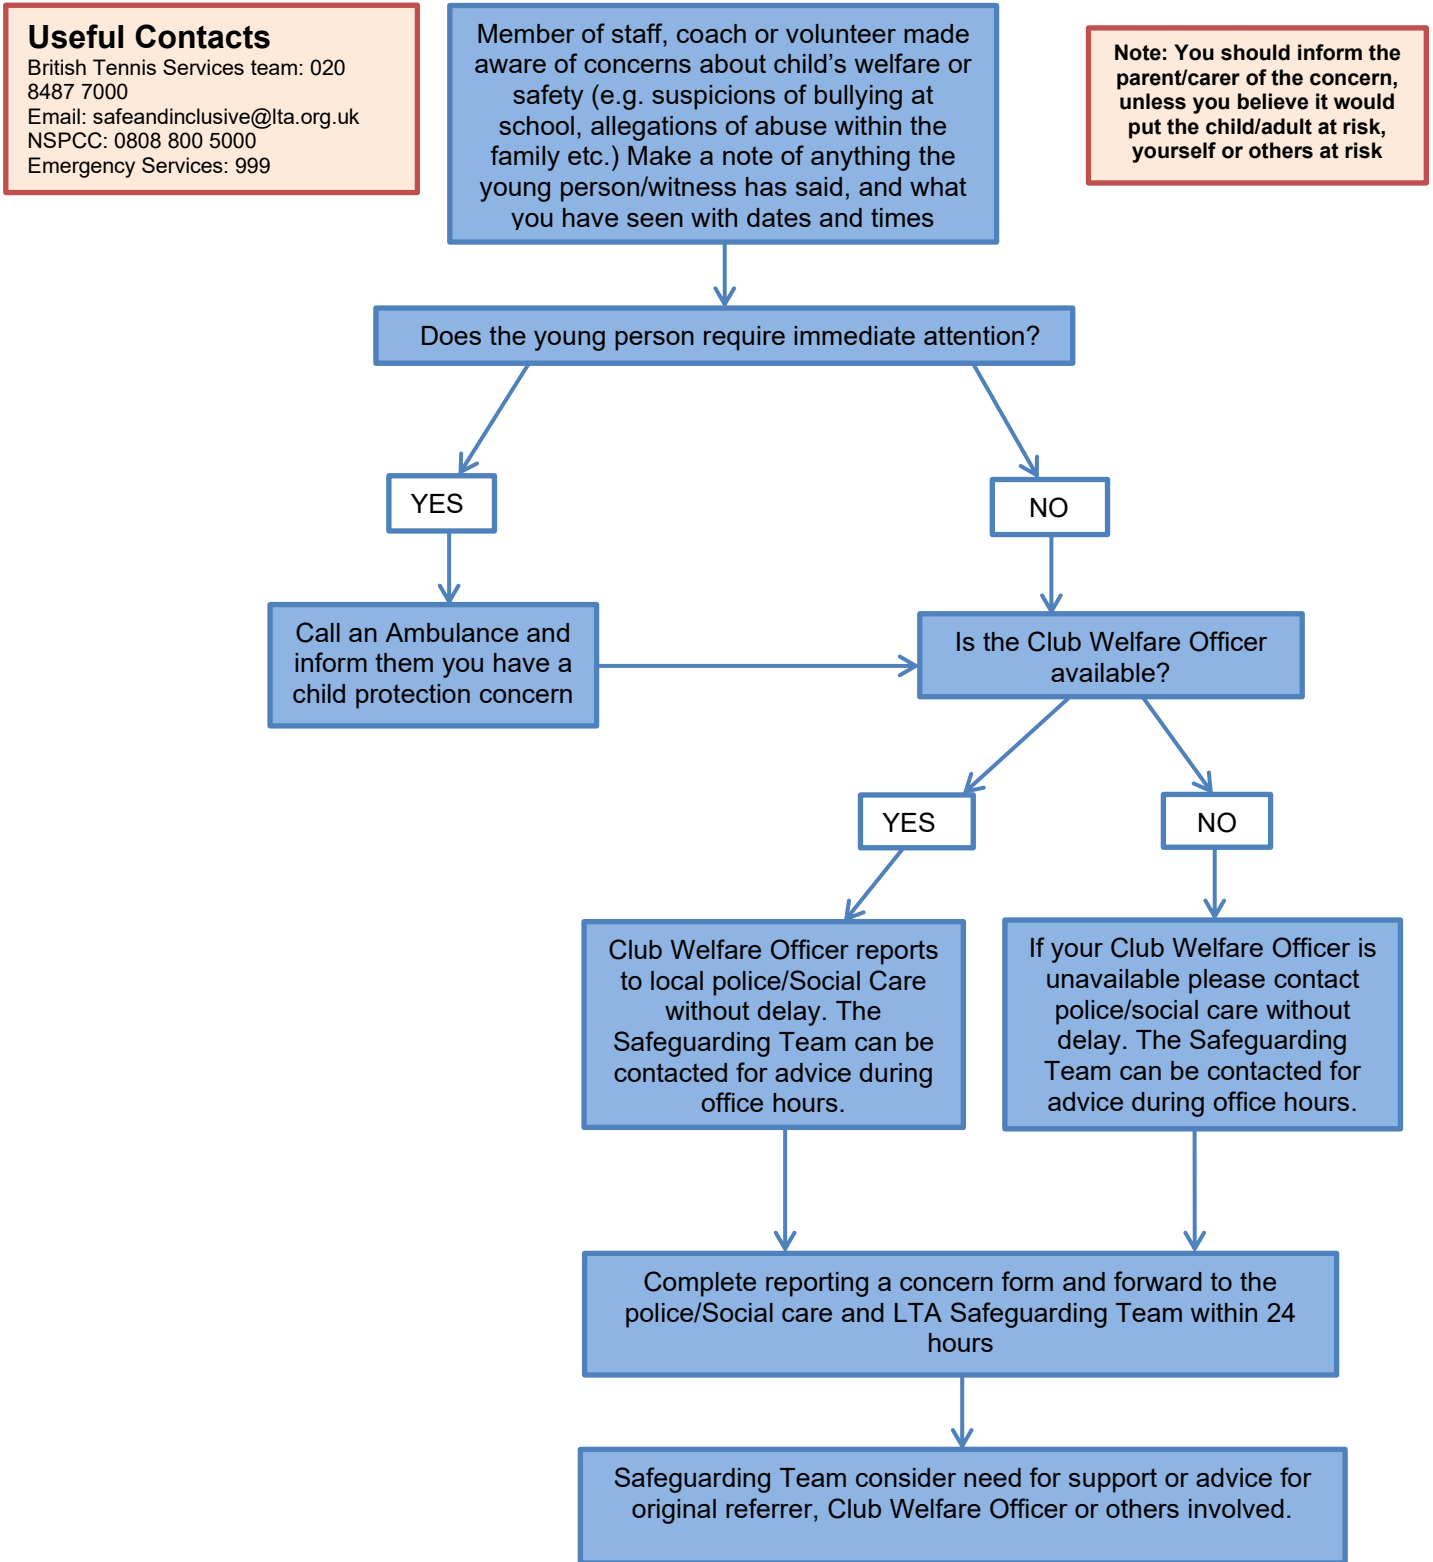 Useful Contacts
British Tennis Services team: 020
8487 7000
Email: safeandinclusive@lta.org.uk
NSPCC: 0808 800 5000
Emergency Services: 999
Member of staff, coach or volunteer made
aware of concerns about child’s welfare or
safety (e.g. suspicions of bullying at
school, allegations of abuse within the
family etc.) Make a note of anything the
young person/witness has said, and what
you have seen with dates and times
Note: You should inform the
parent/carer of the concern,
unless you believe it would
put the child/adult at risk,
yourself or others at risk
Does the young person require immediate attention?
YES
NO
Call an Ambulance and
inform them you have a
child protection concern
Is the Club Welfare Officer
available?
YES
NO
Club Welfare Officer reports
to local police/Social Care
without delay. The
Safeguarding Team can be
contacted for advice during
office hours.
If your Club Welfare Officer is
unavailable please contact
police/social care without
delay. The Safeguarding
Team can be contacted for
advice during office hours.
Complete reporting a concern form and forward to the
police/Social care and LTA Safeguarding Team within 24
hours
Safeguarding Team consider need for support or advice for
original referrer, Club Welfare Officer or others involved.